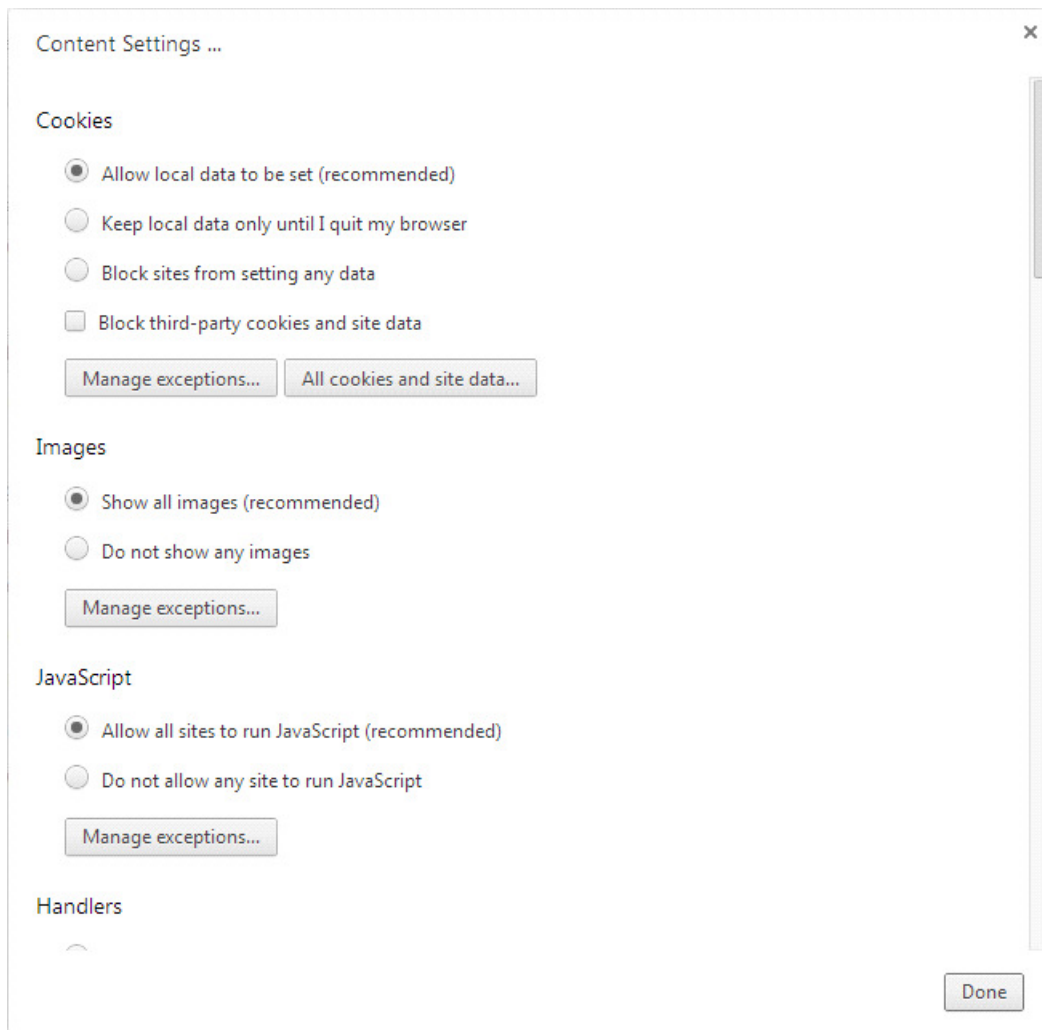 Content Settings ...
Cookies
Allow local data to be set (recommended)
Keep local data only until I quit my browser
Block sites from setting any data
Block third-party cookies and site data
Manage exceptions... All cookies and site data...
Images
Show all images (recommended)
Do not show any images
Manage exceptions...
JavaScript
Allow all sites to run JavaScript (recommended)
Do not allow any site to run JavaScript
Manage exceptions...
Handlers
Done